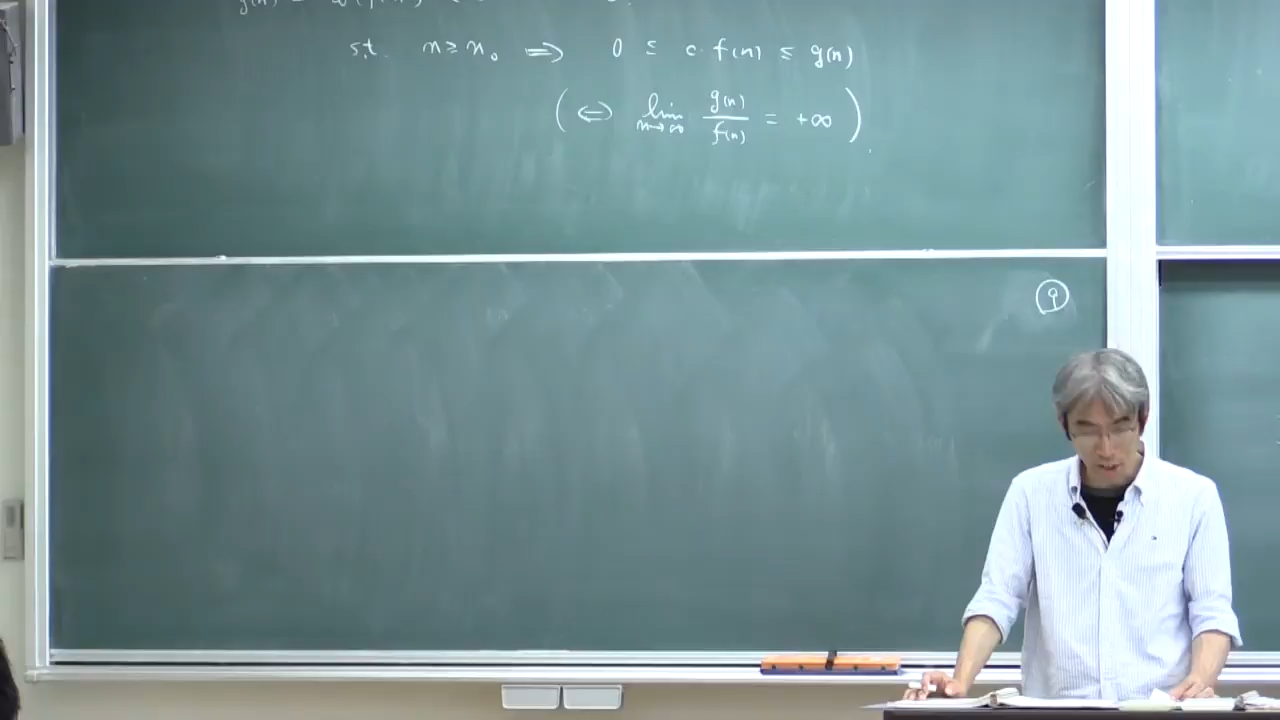 s.t. n ≥ n₀ ⇒ 0 ≤ c·f(n) ≤ g(n)
( ⇔ lim_{n→∞} g(n)/f(n) = +∞ )
⑨